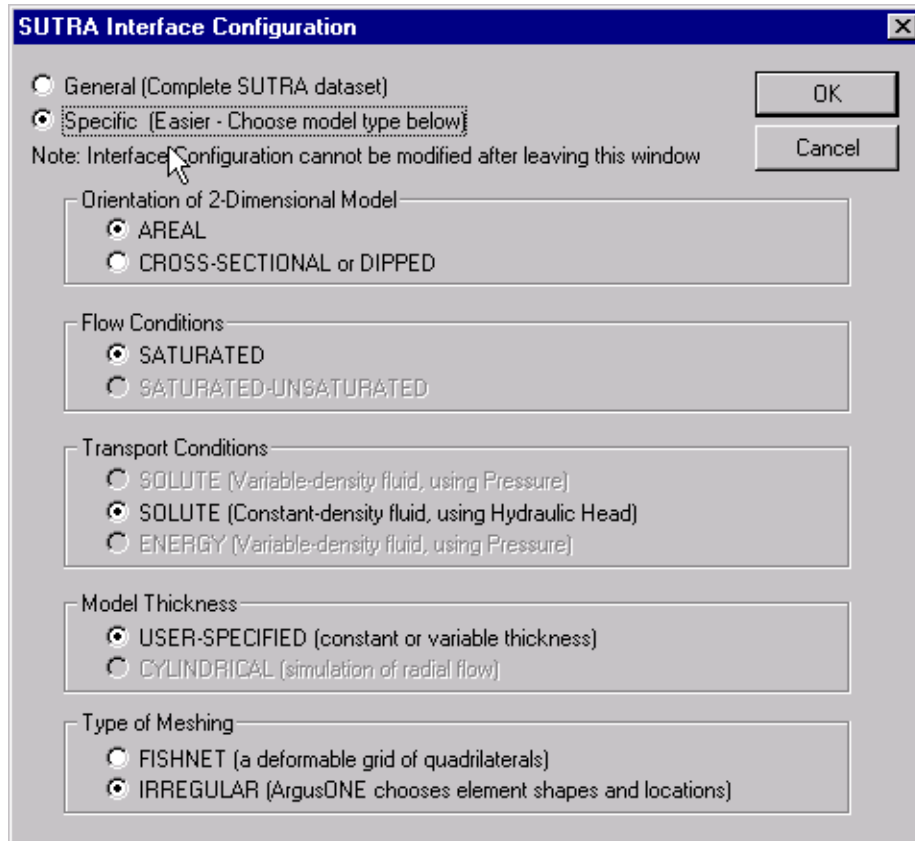 SUTRA Interface Configuration
General (Complete SUTRA dataset)
Specific (Easier - Choose model type below)
OK
Cancel
Note: Interface Configuration cannot be modified after leaving this window
Orientation of 2-Dimensional Model
AREAL
CROSS-SECTIONAL or DIPPED
Flow Conditions
SATURATED
SATURATED-UNSATURATED
Transport Conditions
SOLUTE (Variable-density fluid, using Pressure)
SOLUTE (Constant-density fluid, using Hydraulic Head)
ENERGY (Variable-density fluid, using Pressure)
Model Thickness
USER-SPECIFIED (constant or variable thickness)
CYLINDRICAL (simulation of radial flow)
Type of Meshing
FISHNET (a deformable grid of quadrilaterals)
IRREGULAR (ArgusONE chooses element shapes and locations)